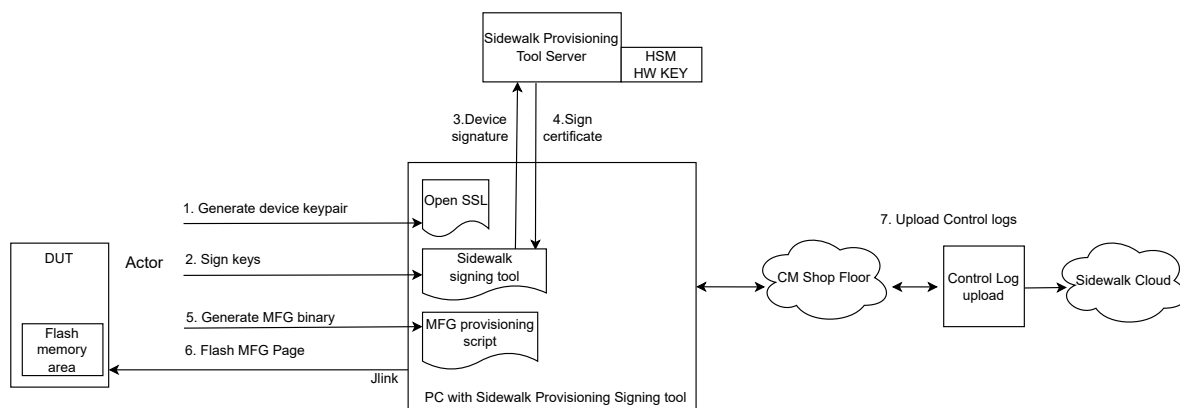 Sidewalk Provisioning
Tool Server
HSM
HW KEY
3.Device
signature
4.Sign
certificate
1. Generate device keypair
Open SSL
DUT
Actor
2. Sign keys
Sidewalk
signing tool
7. Upload Control logs
CM Shop Floor
Control Log
upload
Sidewalk Cloud
5. Generate MFG binary
MFG provisioning
script
Flash
memory
area
6. Flash MFG Page
Jlink
PC with Sidewalk Provisioning Signing tool